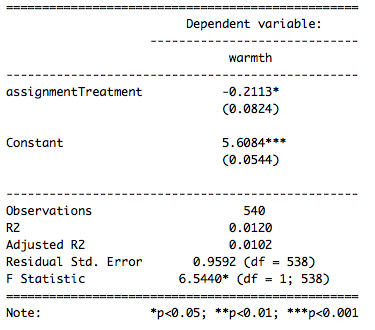 Dependent variable:
warmth
assignmentTreatment -0.2113*
(0.0824)
Constant 5.6084***
(0.0544)
Observations 540
R2 0.0120
Adjusted R2 0.0102
Residual Std. Error 0.9592 (df = 538)
F Statistic 6.5440* (df = 1; 538)
Note: *p<0.05; **p<0.01; ***p<0.001